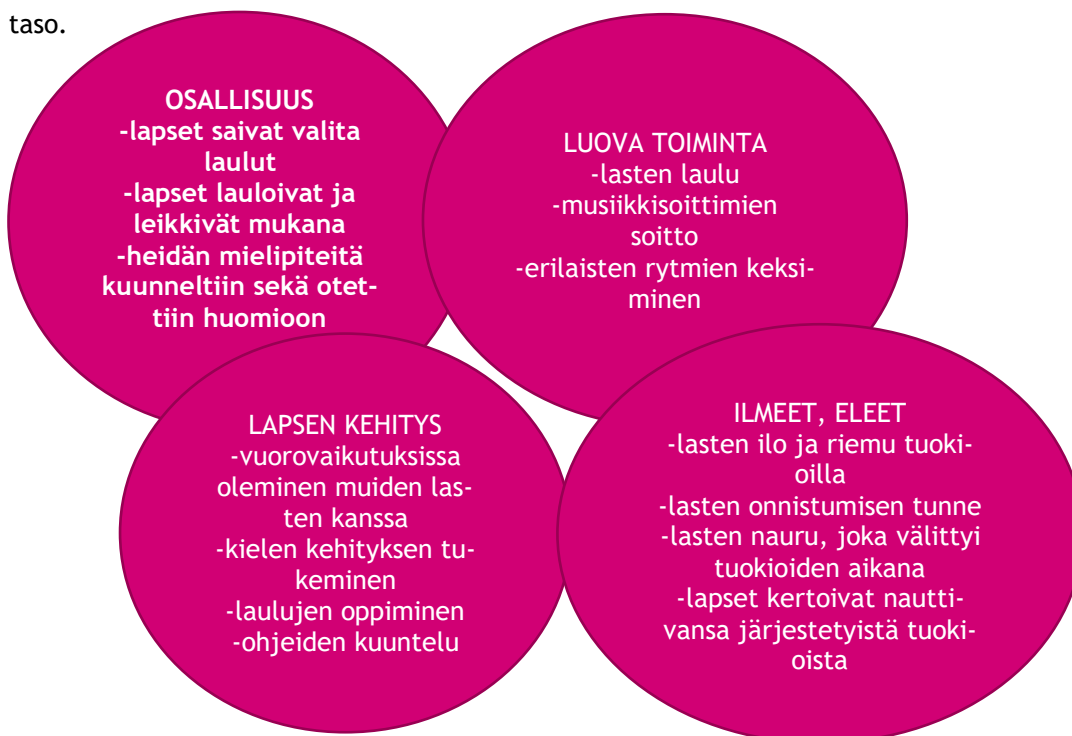 taso.
OSALLISUUS
-lapset saivat valita
laulut
-lapset lauloivat ja
leikkivät mukana
-heidän mielipiteitä
kuunneltiin sekä otet-
tiin huomioon
LUOVA TOIMINTA
-lasten laulu
-musiikkisoittimien
soitto
-erilaisten rytmien keksi-
minen
LAPSEN KEHITYS
-vuorovaikutuksissa
oleminen muiden las-
ten kanssa
-kielen kehityksen tu-
keminen
-laulujen oppiminen
-ohjeiden kuuntelu
ILMEET, ELEET
-lasten ilo ja riemu tuoki-
oilla
-lasten onnistumisen tunne
-lasten nauru, joka välittyi
tuokioiden aikana
-lapset kertoivat nautti-
vansa järjestetyistä tuoki-
oista